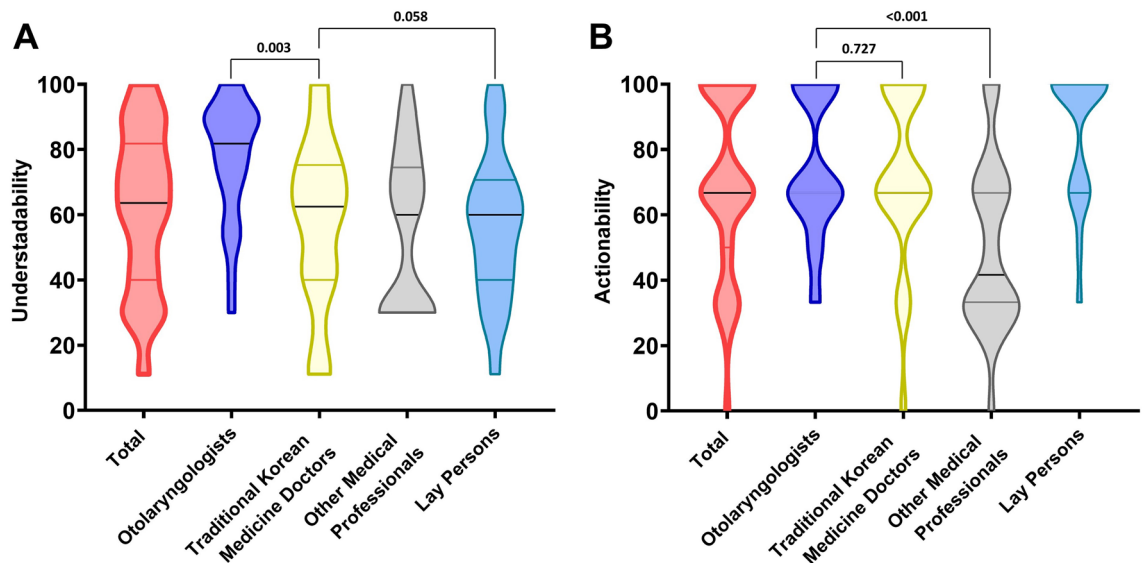 A
0.058
0.003
Understadability
100
80
60
40
20
0
Total
Otolaryngologists
Traditional Korean
Medicine Doctors
Other Medical
Professionals
Lay Persons
B
<0.001
0.727
Actionability
100
80
60
40
20
0
Total
Otolaryngologists
Traditional Korean
Medicine Doctors
Other Medical
Professionals
Lay Persons